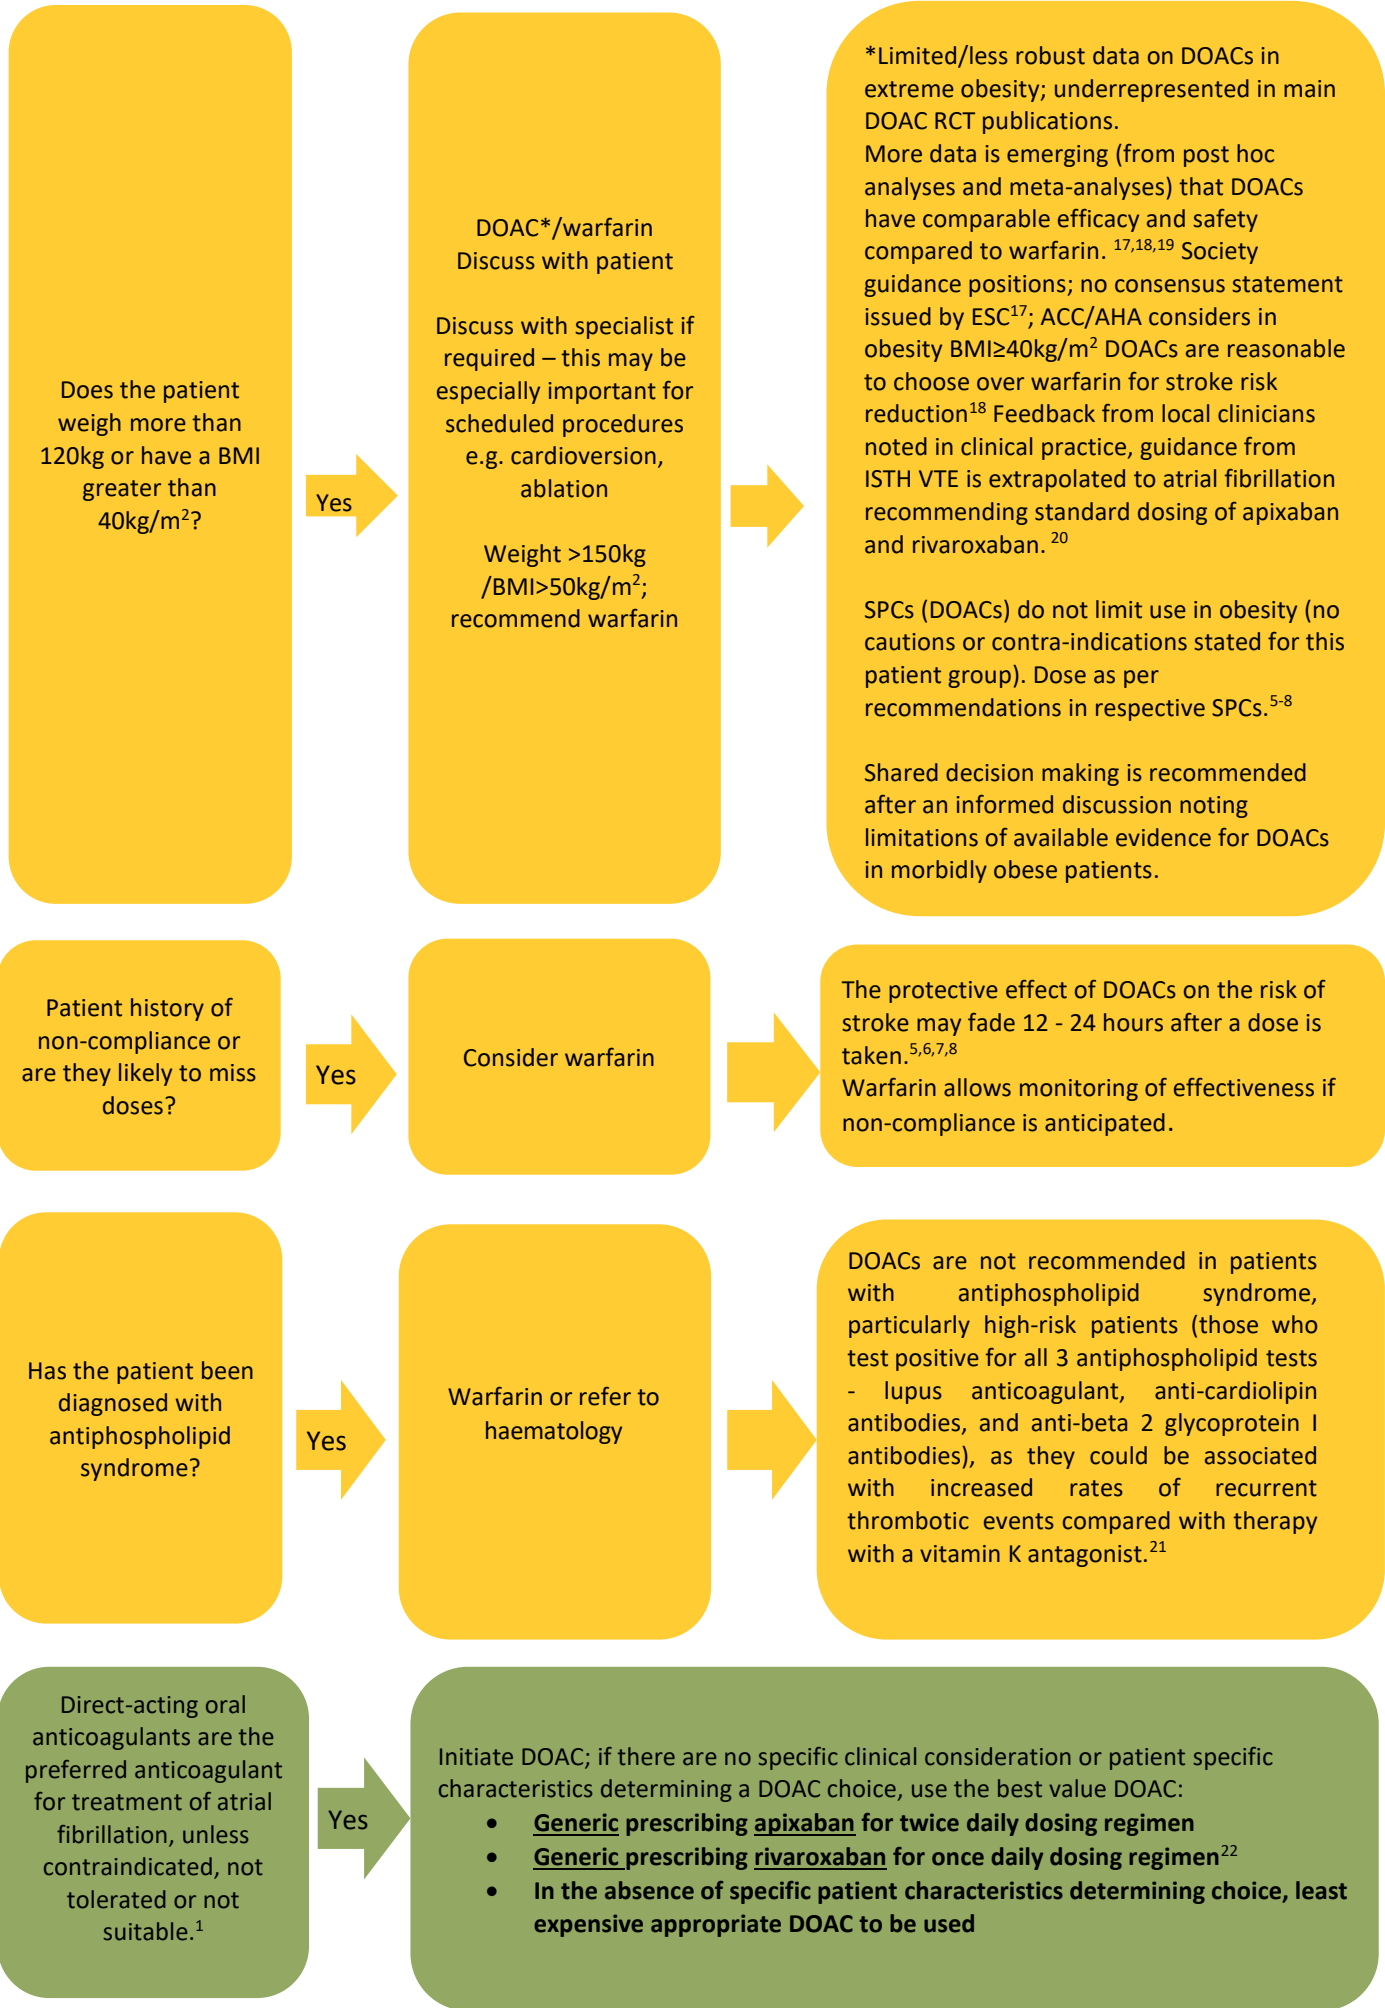 Does the patient
weigh more than
120kg or have a BMI
greater than
40kg/m²?
Yes
DOAC*/warfarin
Discuss with patient
Discuss with specialist if
required – this may be
especially important for
scheduled procedures
e.g. cardioversion,
ablation
Weight >150kg
/BMI>50kg/m²;
recommend warfarin
*Limited/less robust data on DOACs in
extreme obesity; underrepresented in main
DOAC RCT publications.
More data is emerging (from post hoc
analyses and meta-analyses) that DOACs
have comparable efficacy and safety
compared to warfarin. 17,18,19 Society
guidance positions; no consensus statement
issued by ESC17; ACC/AHA considers in
obesity BMI≥40kg/m² DOACs are reasonable
to choose over warfarin for stroke risk
reduction18 Feedback from local clinicians
noted in clinical practice, guidance from
ISTH VTE is extrapolated to atrial fibrillation
recommending standard dosing of apixaban
and rivaroxaban. 20
SPCs (DOACs) do not limit use in obesity (no
cautions or contra-indications stated for this
patient group). Dose as per
recommendations in respective SPCs.5-8
Shared decision making is recommended
after an informed discussion noting
limitations of available evidence for DOACs
in morbidly obese patients.
Patient history of
non-compliance or
are they likely to miss
doses?
Yes
Consider warfarin
The protective effect of DOACs on the risk of
stroke may fade 12 - 24 hours after a dose is
taken.5,6,7,8
Warfarin allows monitoring of effectiveness if
non-compliance is anticipated.
Has the patient been
diagnosed with
antiphospholipid
syndrome?
Yes
Warfarin or refer to
haematology
DOACs are not recommended in patients
with antiphospholipid syndrome,
particularly high-risk patients (those who
test positive for all 3 antiphospholipid tests
- lupus anticoagulant, anti-cardiolipin
antibodies, and anti-beta 2 glycoprotein I
antibodies), as they could be associated
with increased rates of recurrent
thrombotic events compared with therapy
with a vitamin K antagonist.21
Direct-acting oral
anticoagulants are the
preferred anticoagulant
for treatment of atrial
fibrillation, unless
contraindicated, not
tolerated or not
suitable.1
Yes
Initiate DOAC; if there are no specific clinical consideration or patient specific
characteristics determining a DOAC choice, use the best value DOAC:
• Generic prescribing apixaban for twice daily dosing regimen
• Generic prescribing rivaroxaban for once daily dosing regimen22
• In the absence of specific patient characteristics determining choice, least
expensive appropriate DOAC to be used